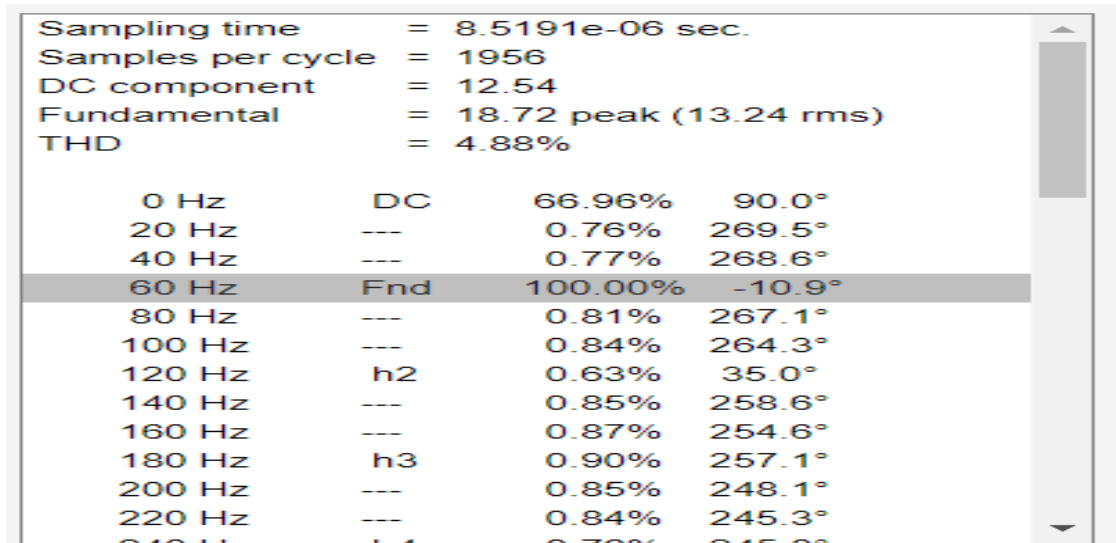 Sampling time = 8.5191e-06 sec.
Samples per cycle = 1956
DC component = 12.54
Fundamental = 18.72 peak (13.24 rms)
THD = 4.88%
0 Hz DC 66.96% 90.0°
20 Hz --- 0.76% 269.5°
40 Hz --- 0.77% 268.6°
60 Hz Fnd 100.00% -10.9°
80 Hz --- 0.81% 267.1°
100 Hz --- 0.84% 264.3°
120 Hz h2 0.63% 35.0°
140 Hz --- 0.85% 258.6°
160 Hz --- 0.87% 254.6°
180 Hz h3 0.90% 257.1°
200 Hz --- 0.85% 248.1°
220 Hz --- 0.84% 245.3°